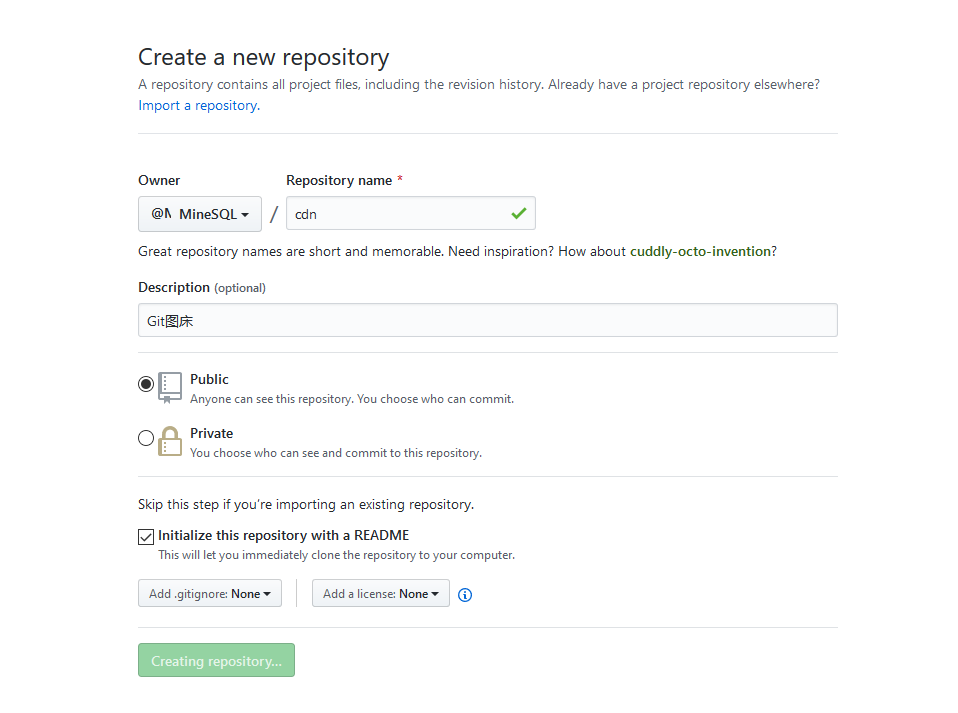 Create a new repository
A repository contains all project files, including the revision history. Already have a project repository elsewhere?
Import a repository.
Owner
Repository name *
@M MineSQL
/
cdn
Great repository names are short and memorable. Need inspiration? How about cuddly-octo-invention?
Description (optional)
Git图床
Public
Anyone can see this repository. You choose who can commit.
Private
You choose who can see and commit to this repository.
Skip this step if you’re importing an existing repository.
Initialize this repository with a README
This will let you immediately clone the repository to your computer.
Add .gitignore: None
Add a license: None
Creating repository...